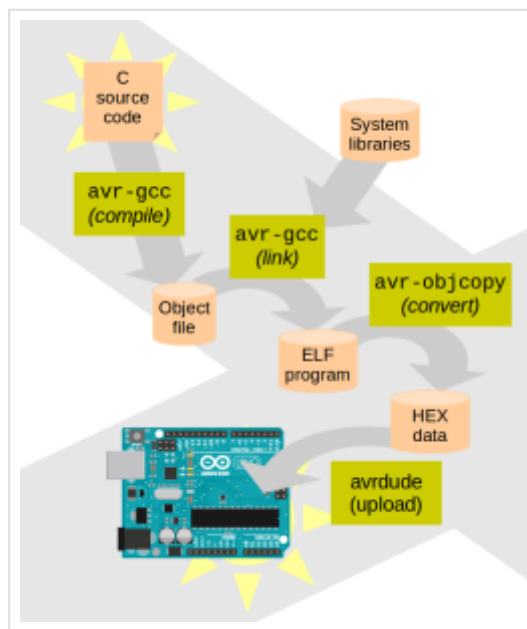 C
source
code
System
libraries
avr-gcc
(compile)
avr-gcc
(link)
avr-objcopy
(convert)
Object
file
ELF
program
HEX
data
avrdude
(upload)